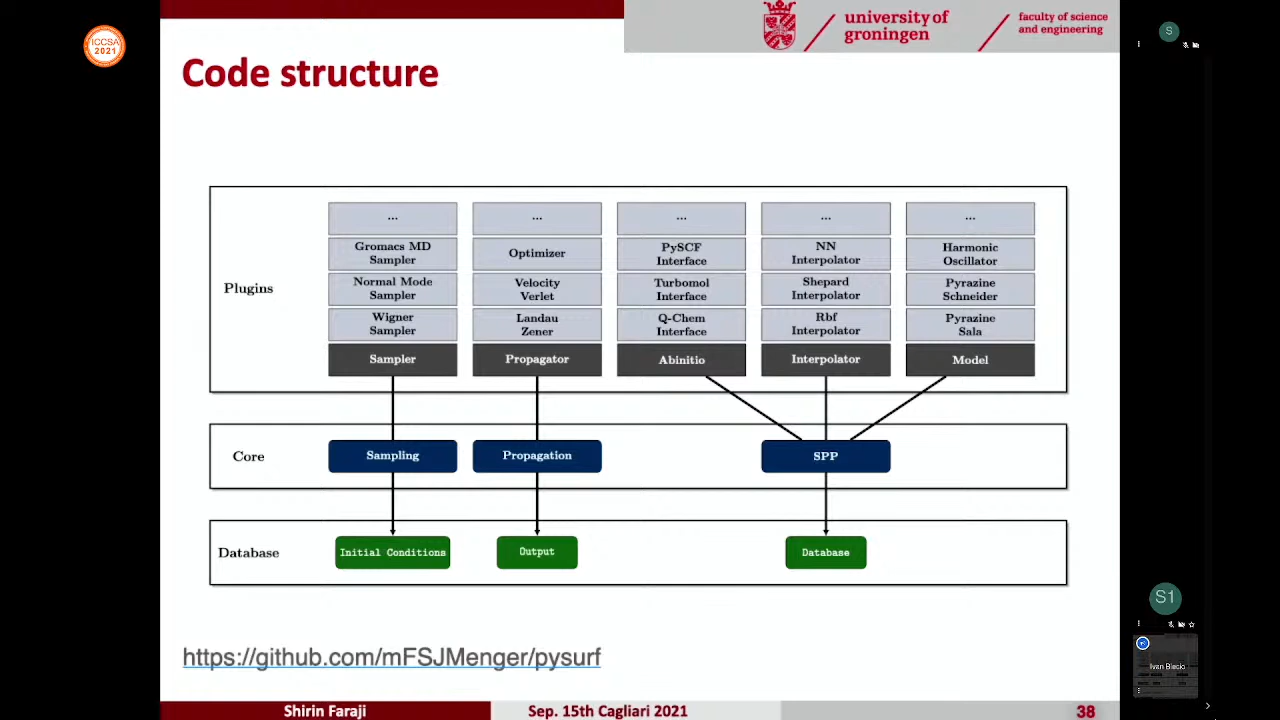 ICCSA
2021
university of
groningen
faculty of science
and engineering
S
Code structure
Plugins
...
...
...
...
...
Gromacs MD
Sampler
Optimizer
PySCF
Interface
NN
Interpolator
Harmonic
Oscillator
Normal Mode
Sampler
Velocity
Verlet
Turbomol
Interface
Shepard
Interpolator
Pyrazine
Schneider
Wigner
Sampler
Landau
Zener
Q-Chem
Interface
Rbf
Interpolator
Pyrazine
Sala
Sampler
Propagator
Abinitio
Interpolator
Model
Core
Sampling
Propagation
SPP
Database
Initial Conditions
Output
Database
S1
https://github.com/mFSJMenger/pysurf
Ivan Blecic
Shirin Faraji
Sep. 15th Cagliari 2021
38